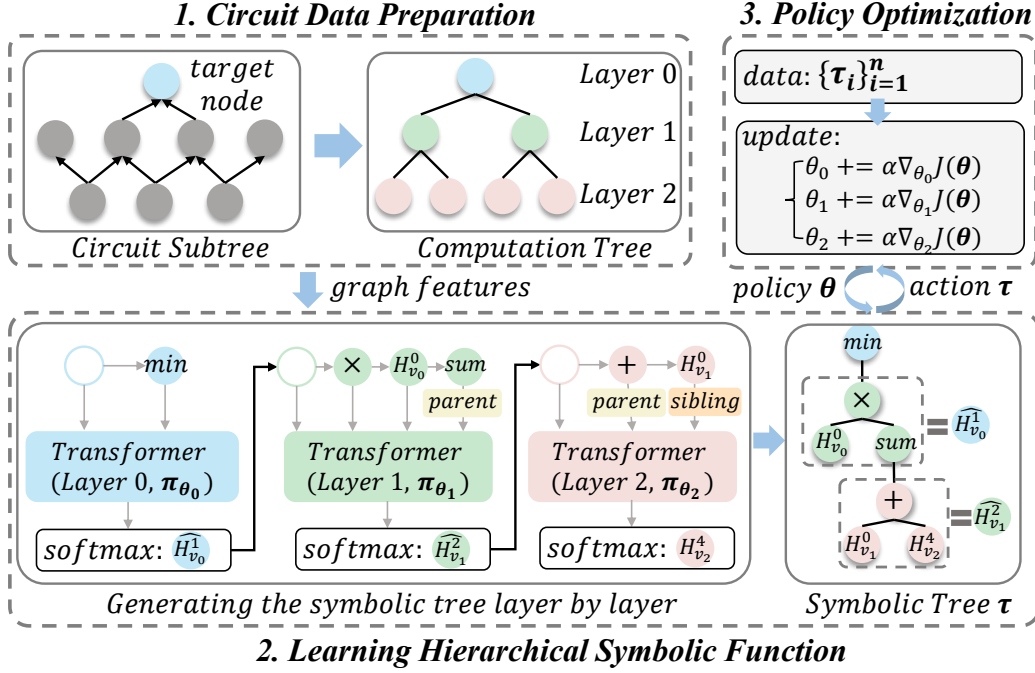 1. Circuit Data Preparation
3. Policy Optimization
target
node
Circuit Subtree
Layer 0
Layer 1
Layer 2
Computation Tree
data: {τ_i}_{i=1}^n
update:
θ_0 += α∇_{θ_0}J(θ)
θ_1 += α∇_{θ_1}J(θ)
θ_2 += α∇_{θ_2}J(θ)
graph features
policy θ
action τ
min
Transformer
(Layer 0, π_{θ_0})
softmax: \widehat{H_{v_0}^1}
×
H_{v_0}^0
sum
parent
Transformer
(Layer 1, π_{θ_1})
softmax: \widehat{H_{v_1}^2}
+
H_{v_1}^0
parent
sibling
Transformer
(Layer 2, π_{θ_2})
softmax: H_{v_2}^4
Generating the symbolic tree layer by layer
min
×
H_{v_0}^0
sum
= \widehat{H_{v_0}^1}
+
H_{v_1}^0
H_{v_2}^4
= \widehat{H_{v_1}^2}
Symbolic Tree τ
2. Learning Hierarchical Symbolic Function